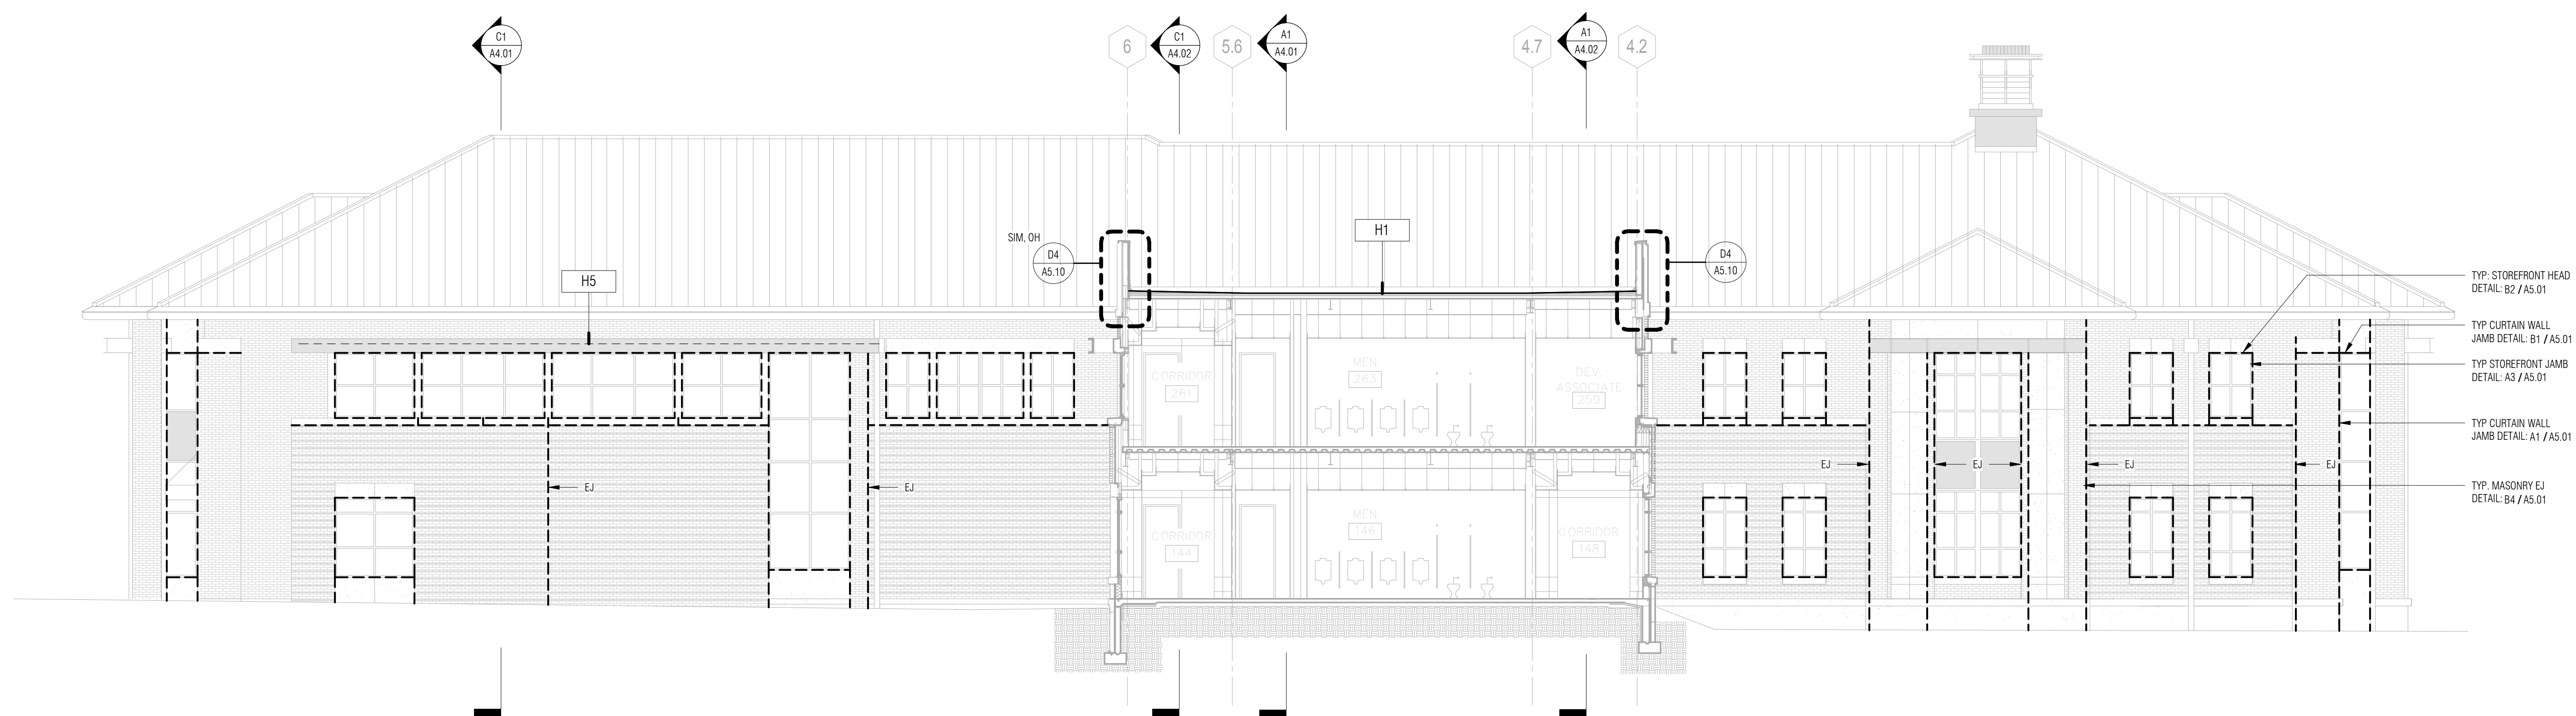 C1
A4.01
6
C1
A4.02
5.6
A1
A4.01
4.7
A1
A4.02
4.2
SIM, OH
D4
A5.10
H1
D4
A5.10
H5
TYP: STOREFRONT HEAD
DETAIL: B2 / A5.01
TYP CURTAIN WALL
JAMB DETAIL: B1 / A5.01
TYP STOREFRONT JAMB
DETAIL: A3 / A5.01
CORRIDOR
261
MEN
263
DEV.
ASSOCIATE
259
TYP CURTAIN WALL
JAMB DETAIL: A1 / A5.01
EJ
EJ
EJ
EJ
EJ
EJ
TYP. MASONRY EJ
DETAIL: B4 / A5.01
CORRIDOR
144
MEN
146
CORRIDOR
148